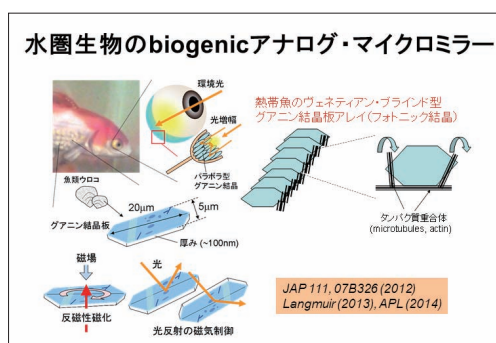 水圏生物のbiogenicアナログ・マイクロミラー
環境光
光増幅
パラボラ型
グアニン結晶
魚類ウロコ
20μm
5μm
グアニン結晶板
厚み (~100nm)
熱帯魚のヴェネティアン・ブラインド型
グアニン結晶板アレイ(フォトニック結晶)
タンパク質重合体
(microtubules, actin)
磁場
光
反磁性磁化
光反射の磁気制御
JAP 111, 07B326 (2012)
Langmuir (2013), APL (2014)